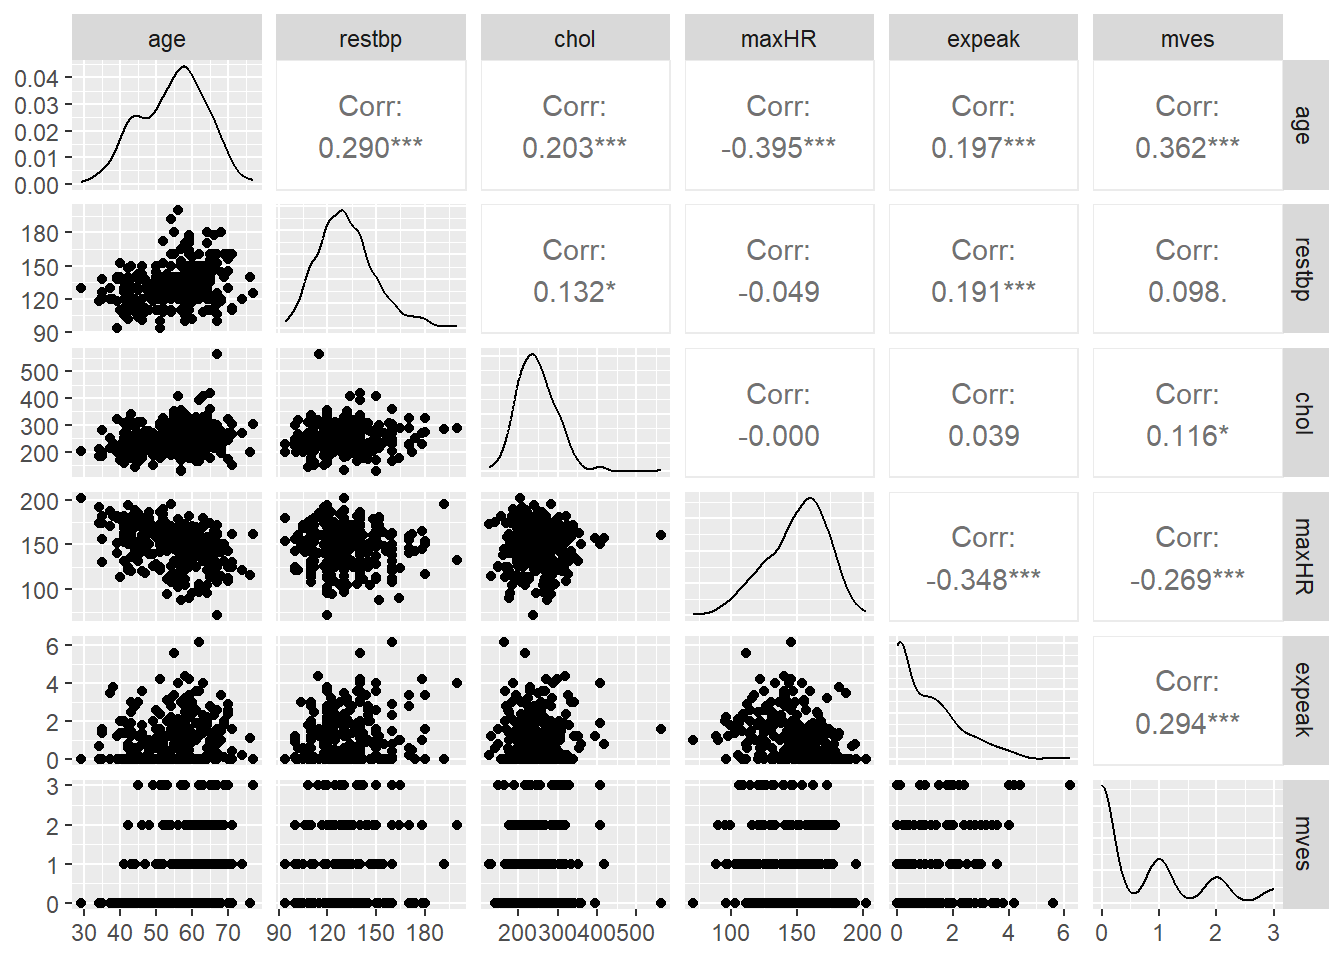 age restbp chol maxHR expeak mves
0.04
0.03
0.02
0.01
0.00
Corr: Corr: Corr: Corr: Corr:
0.290*** 0.203*** -0.395*** 0.197*** 0.362***
age
180
150
120
90
Corr: Corr: Corr: Corr:
0.132* -0.049 0.191*** 0.098.
restbp
500
400
300
200
Corr: Corr: Corr:
-0.000 0.039 0.116*
chol
200
150
100
Corr: Corr:
-0.348*** -0.269***
maxHR
6
4
2
0
Corr:
0.294***
expeak
3
2
1
0
mves
30 40 50 60 70 90 120 150 180 200 300 400 500 100 150 200 0 2 4 6 0 1 2 3